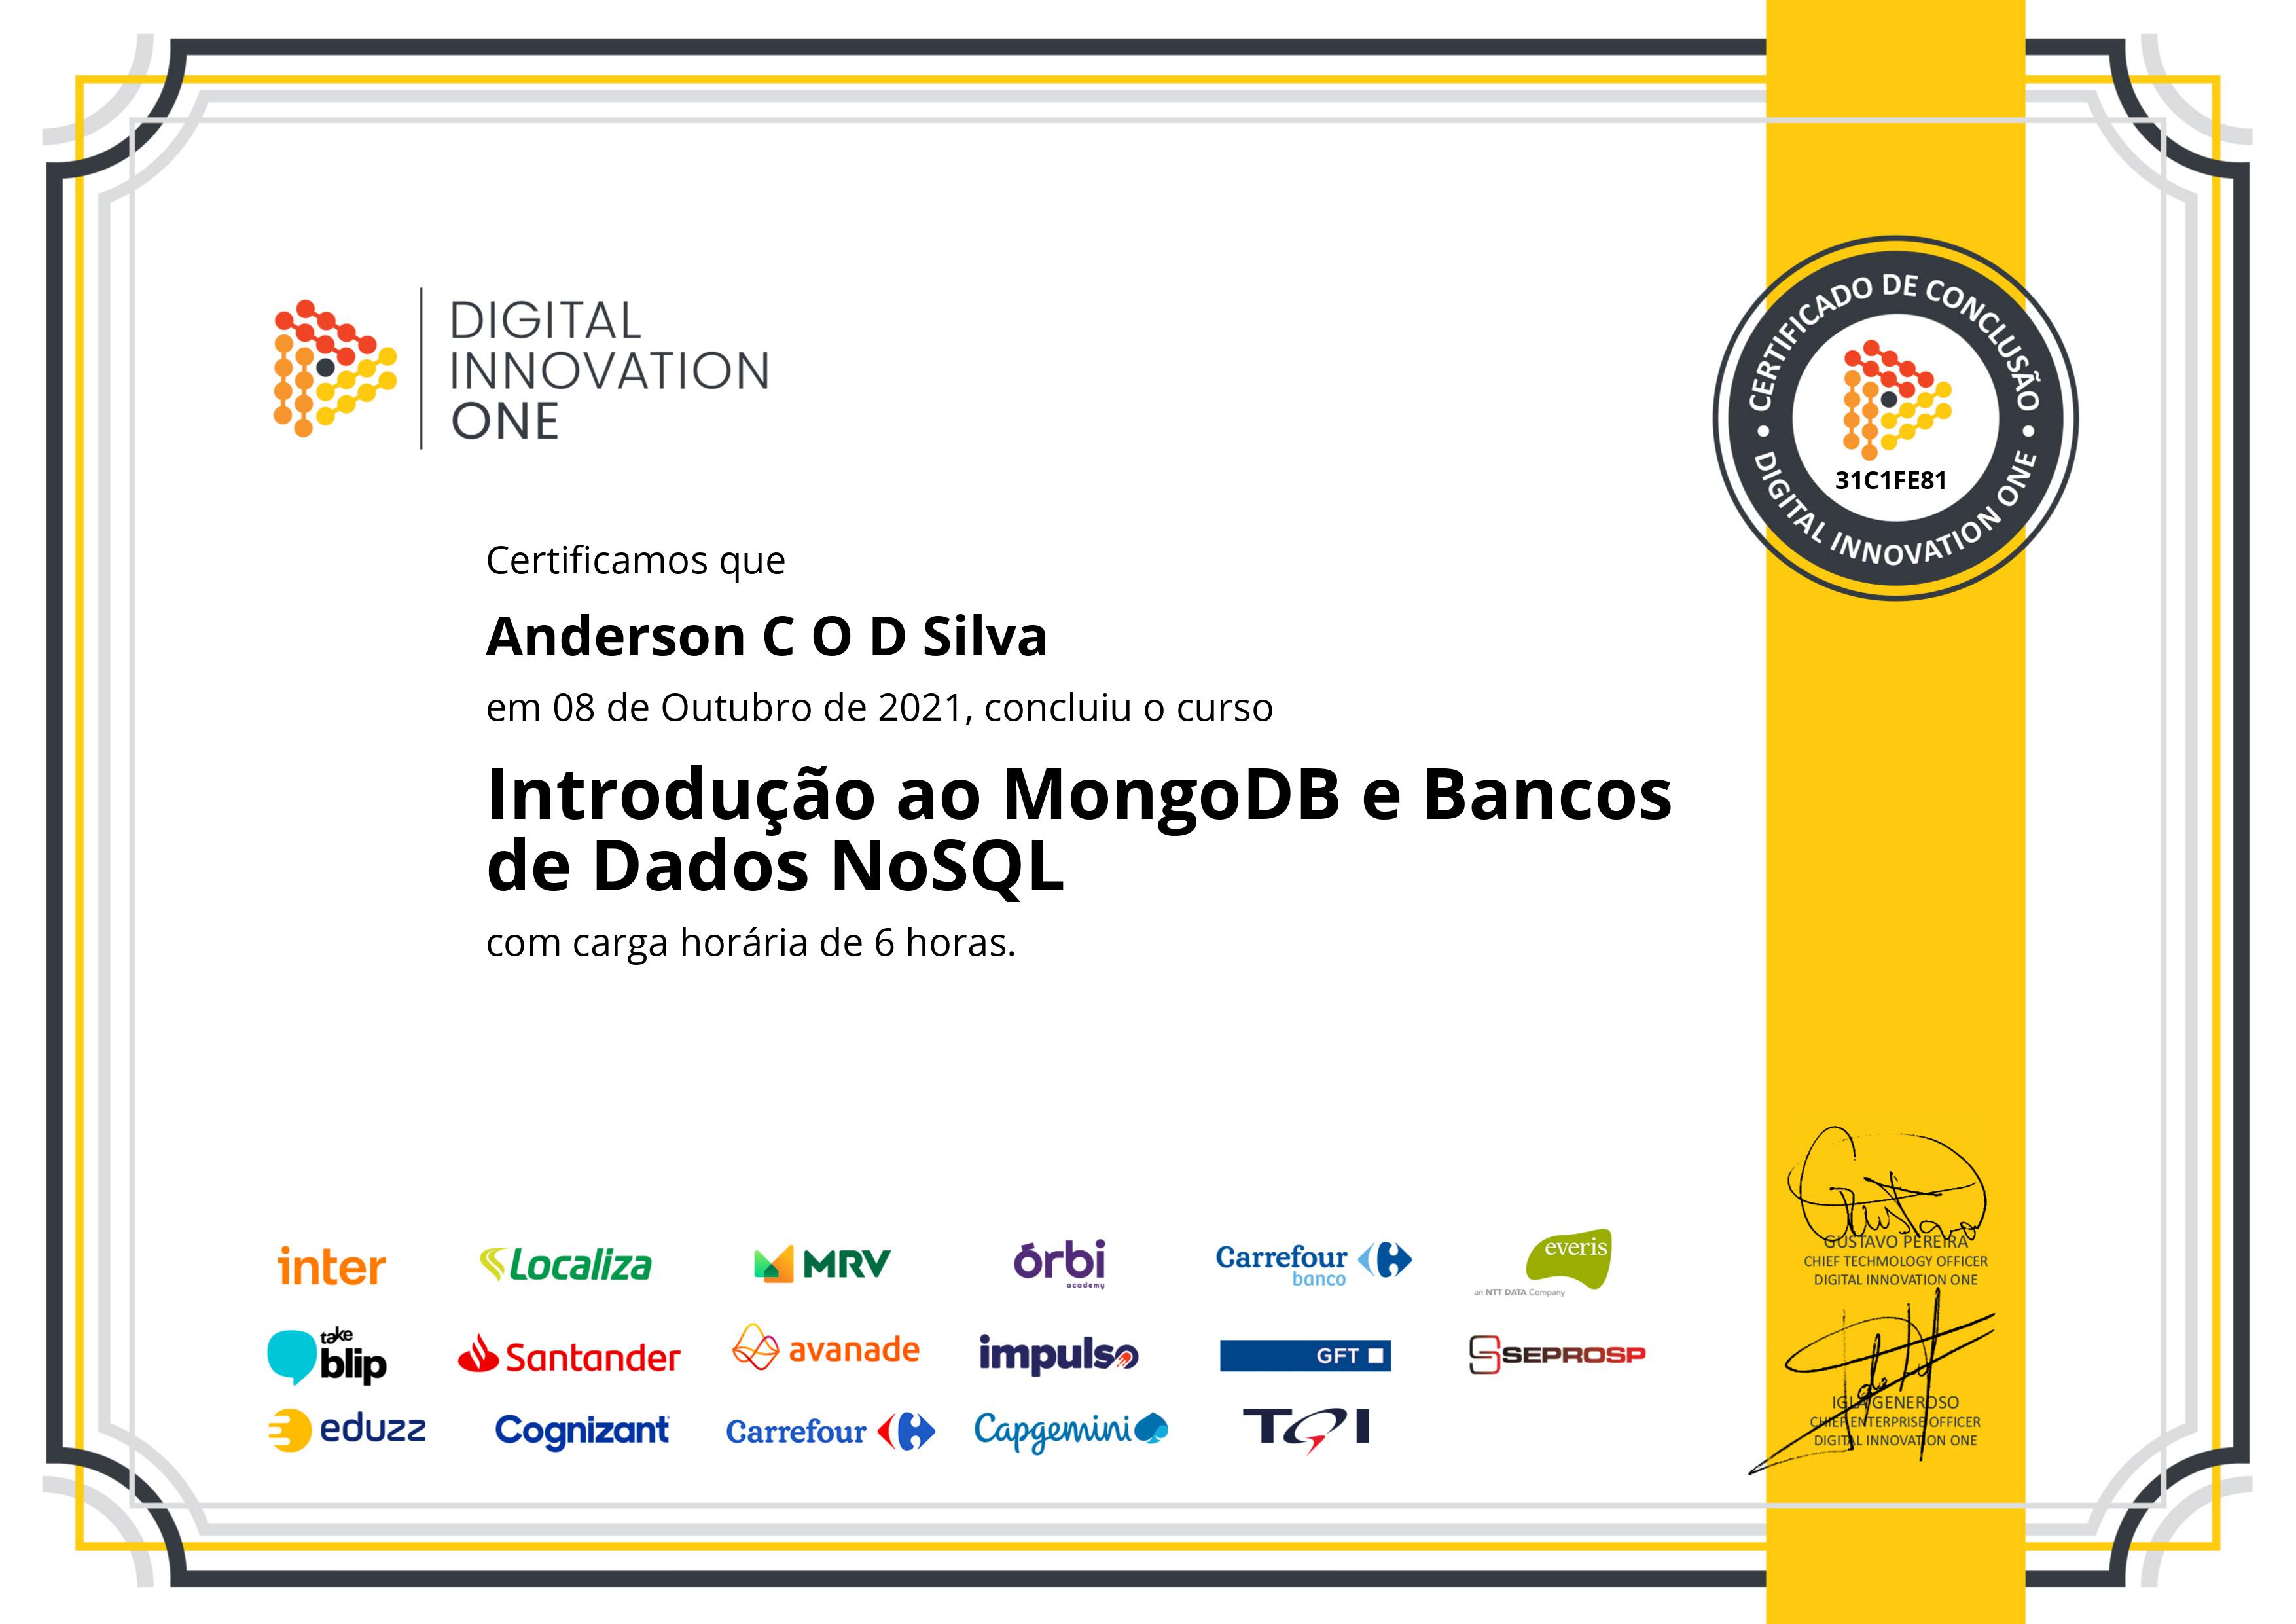 DIGITAL
INNOVATION
ONE
CERTIFICADO DE CONCLUSÃO
31C1FE81
• DIGITAL INNOVATION ONE •
Certificamos que
Anderson C O D Silva
em 08 de Outubro de 2021, concluiu o curso
Introdução ao MongoDB e Bancos
de Dados NoSQL
com carga horária de 6 horas.
inter
Localiza
MRV
órbi
academy
Carrefour
banco
everis
an NTT DATA Company
take
blip
Santander
avanade
impulso
GFT
SEPROSP
eduzz
Cognizant
Carrefour
Capgemini
TQI
Gustavo
GUSTAVO PEREIRA
CHIEF TECHMOLOGY OFFICER
DIGITAL INNOVATION ONE
IGLÁ GENEROSO
CHIEF ENTERPRISE OFFICER
DIGITAL INNOVATION ONE